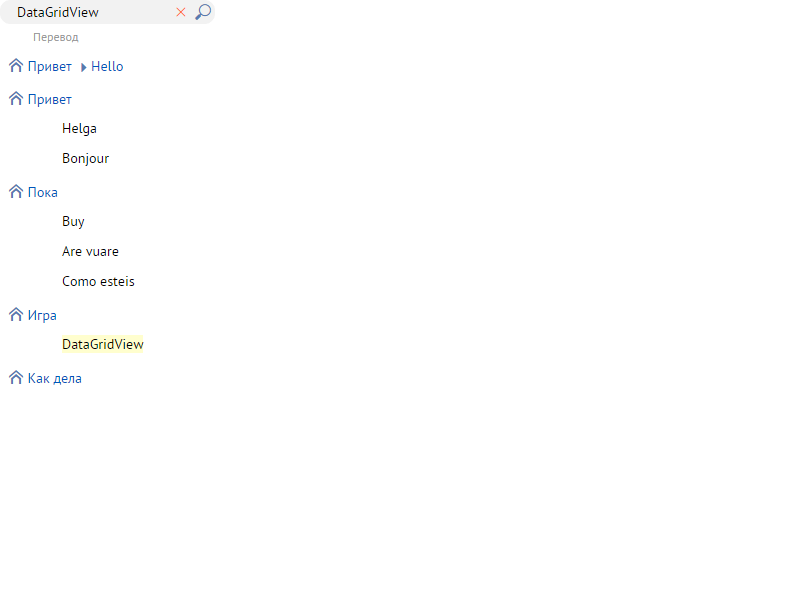 DataGridView
Перевод
Привет Hello
Привет
Helga
Bonjour
Пока
Buy
Are vuare
Como esteis
Игра
DataGridView
Как дела